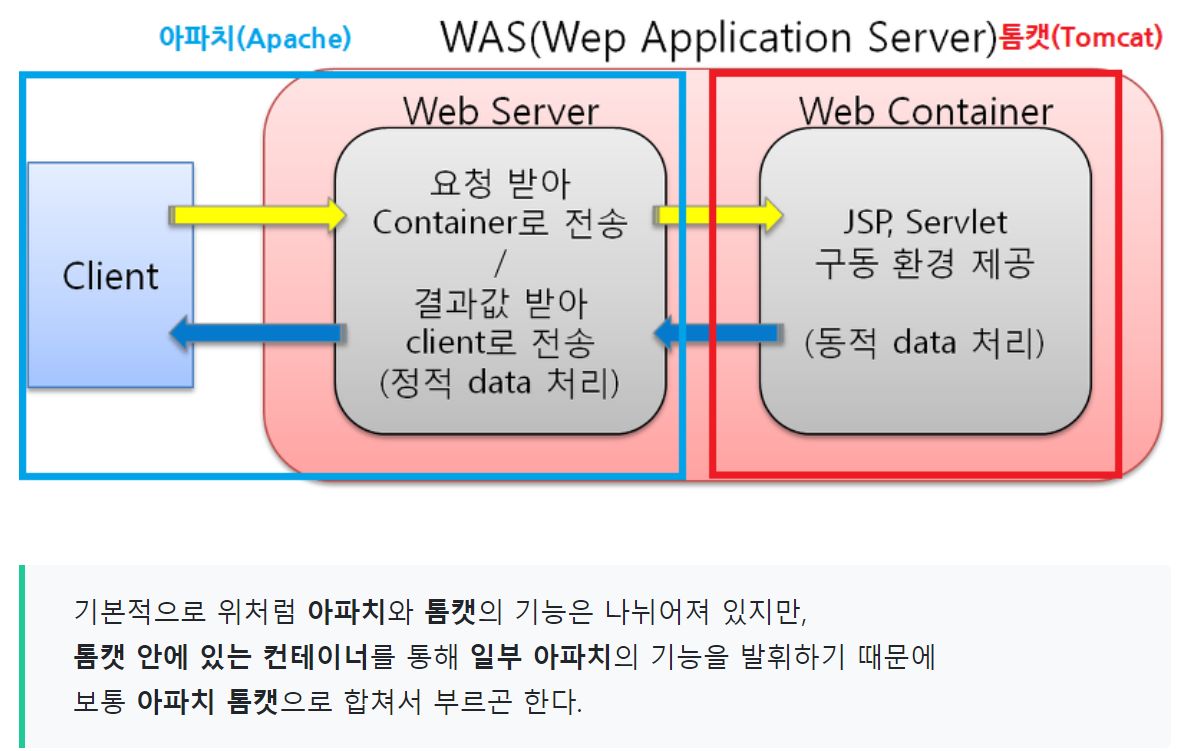 아파치(Apache)
WAS(Wep Application Server)톰캣(Tomcat)
Web Server
Web Container
Client
요청 받아
Container로 전송
/
결과값 받아
client로 전송
(정적 data 처리)
JSP, Servlet
구동 환경 제공
(동적 data 처리)
기본적으로 위처럼 아파치와 톰캣의 기능은 나뉘어져 있지만,
톰캣 안에 있는 컨테이너를 통해 일부 아파치의 기능을 발휘하기 때문에
보통 아파치 톰캣으로 합쳐서 부르곤 한다.